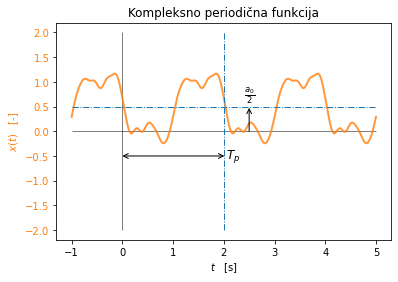 Kompleksno periodična funkcija
x(t) [-]
2.0
1.5
1.0
0.5
0.0
−0.5
−1.0
−1.5
−2.0
a₀/2
Tₚ
−1 0 1 2 3 4 5
t [s]